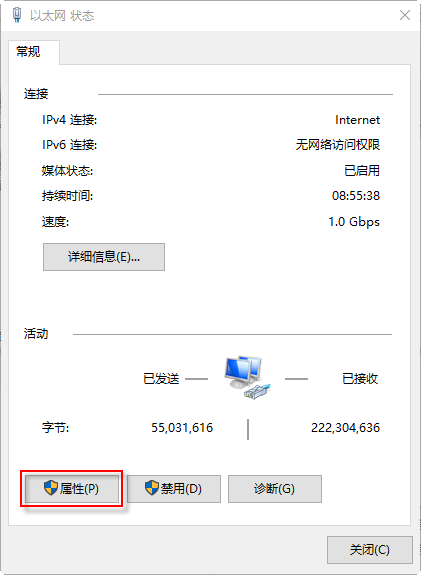 以太网 状态
常规
连接
IPv4 连接: Internet
IPv6 连接: 无网络访问权限
媒体状态: 已启用
持续时间: 08:55:38
速度: 1.0 Gbps
详细信息(E)...
活动
已发送 已接收
字节: 55,031,616 222,304,636
属性(P) 禁用(D) 诊断(G)
关闭(C)